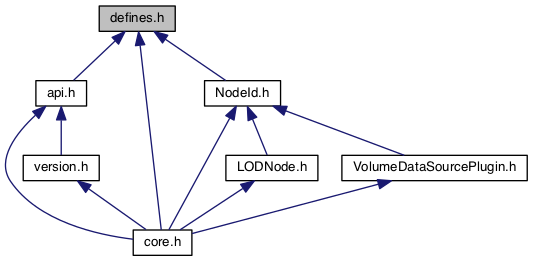 defines.h
api.h
NodeId.h
version.h
LODNode.h
VolumeDataSourcePlugin.h
core.h